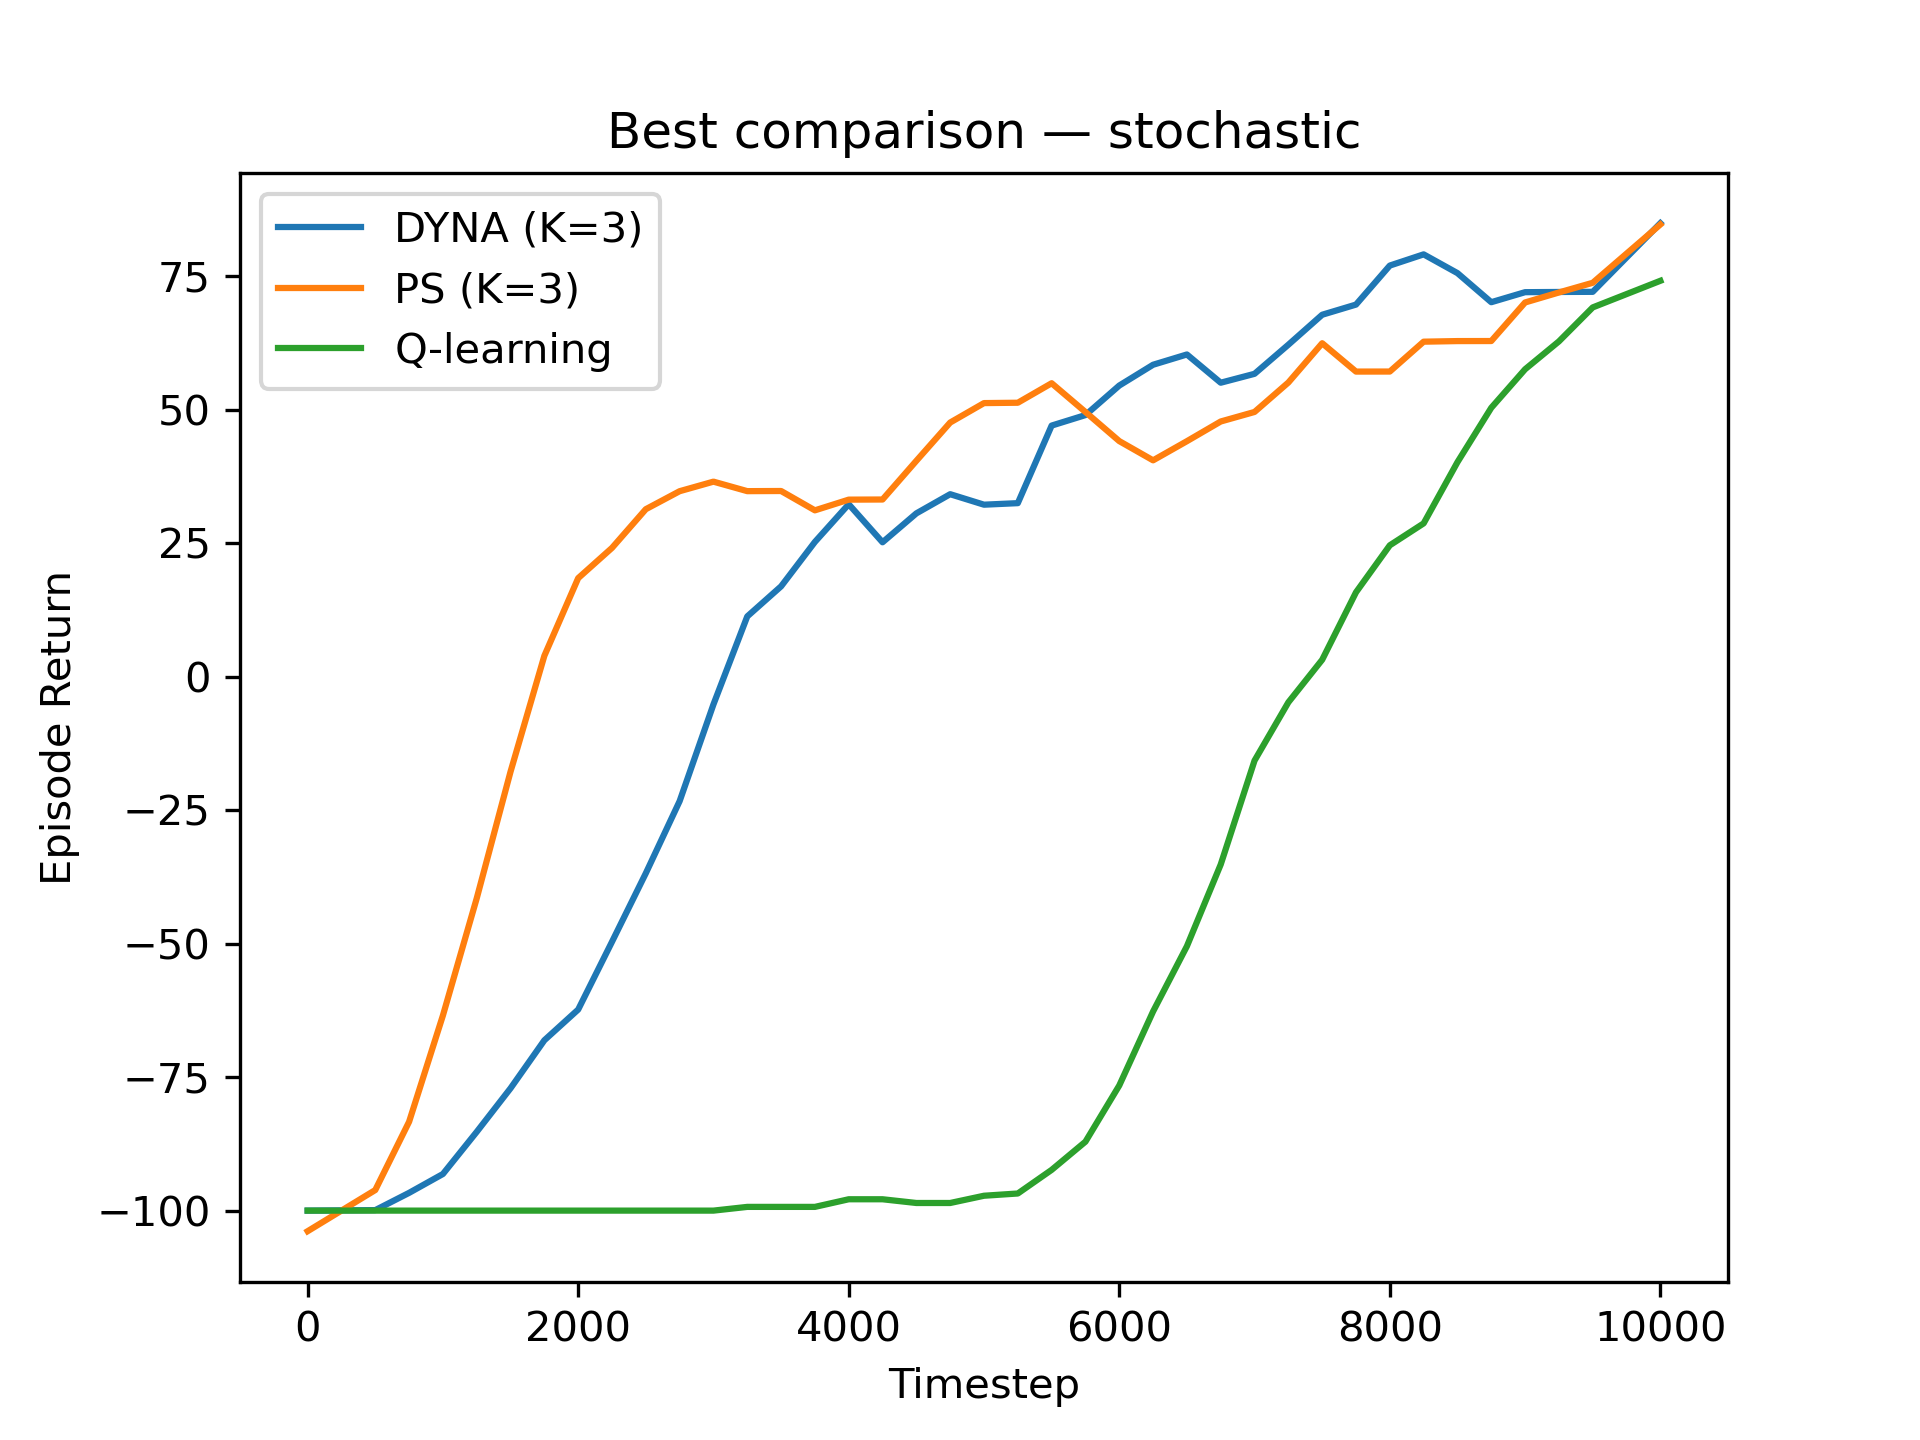 Best comparison — stochastic
DYNA (K=3)
PS (K=3)
Q-learning
75
50
25
0
−25
−50
−75
−100
Episode Return
0 2000 4000 6000 8000 10000
Timestep